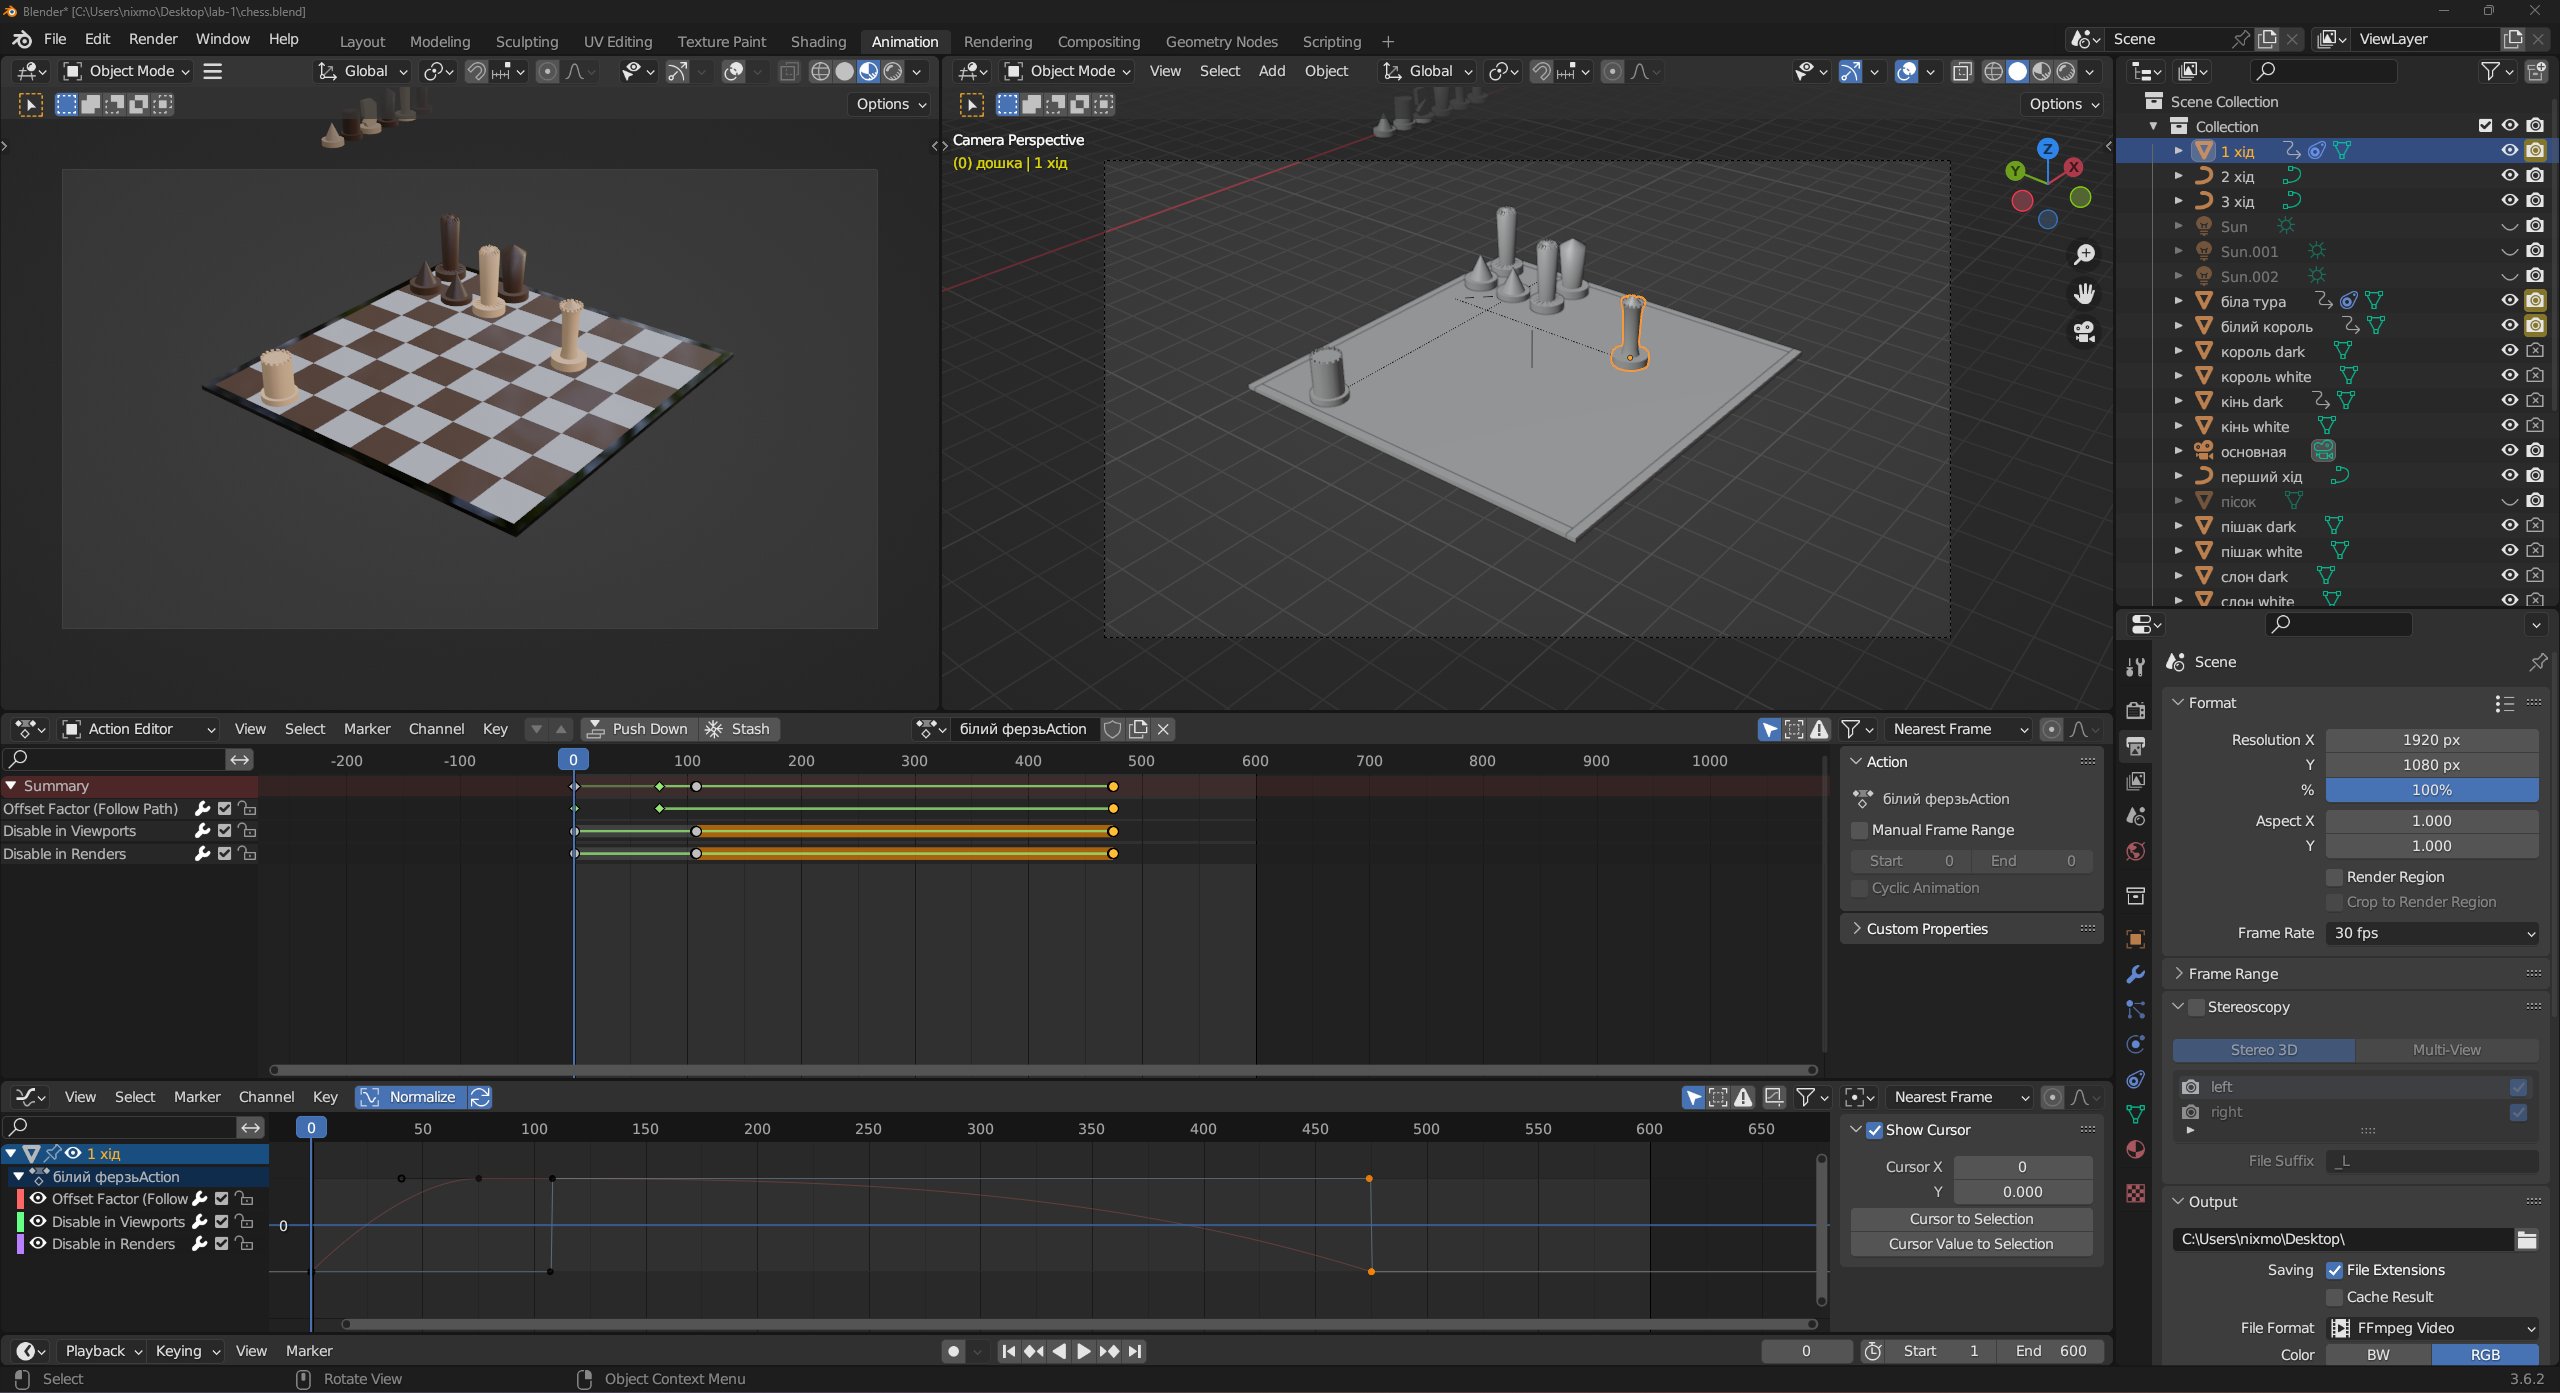 Blender* [C:\Users\nixmo\Desktop\lab-1\chess.blend]
File Edit Render Window Help Layout Modeling Sculpting UV Editing Texture Paint Shading Animation Rendering Compositing Geometry Nodes Scripting + Scene ViewLayer
Object Mode Global
Options
Object Mode View Select Add Object Global
Options
Camera Perspective
(0) дошка | 1 хід
Z
Y
X
Scene Collection
Collection
1 хід
2 хід
3 хід
Sun
Sun.001
Sun.002
біла тура
білий король
король dark
король white
кінь dark
кінь white
основная
перший хід
пісок
пішак dark
пішак white
слон dark
слон white
Action Editor View Select Marker Channel Key Push Down Stash білий ферзьAction Nearest Frame
-200 -100 0 100 200 300 400 500 600 700 800 900 1000
Summary
Offset Factor (Follow Path)
Disable in Viewports
Disable in Renders
Action
білий ферзьAction
Manual Frame Range
Start 0 End 0
Cyclic Animation
Custom Properties
View Select Marker Channel Key Normalize Nearest Frame
0 50 100 150 200 250 300 350 400 450 500 550 600 650
1 хід
білий ферзьAction
Offset Factor (Follow
Disable in Viewports
Disable in Renders
0
Show Cursor
Cursor X 0
Y 0.000
Cursor to Selection
Cursor Value to Selection
Playback Keying View Marker 0 Start 1 End 600
Scene
Format
Resolution X 1920 px
Y 1080 px
% 100%
Aspect X 1.000
Y 1.000
Render Region
Crop to Render Region
Frame Rate 30 fps
Frame Range
Stereoscopy
Stereo 3D Multi-View
left
right
File Suffix _L
Output
C:\Users\nixmo\Desktop\
Saving File Extensions
Cache Result
File Format FFmpeg Video
Color BW RGB
Select Rotate View Object Context Menu 3.6.2